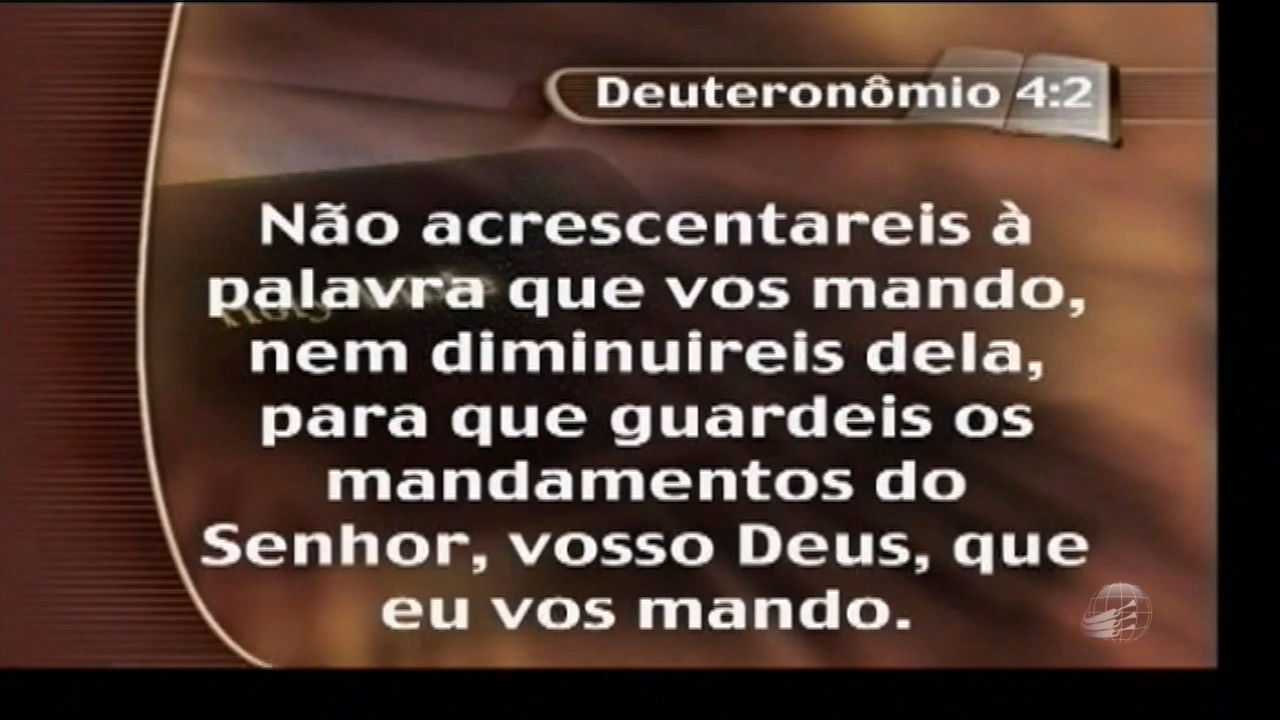 Deuteronômio 4:2
Não acrescentareis à
palavra que vos mando,
nem diminuireis dela,
para que guardeis os
mandamentos do
Senhor, vosso Deus, que
eu vos mando.